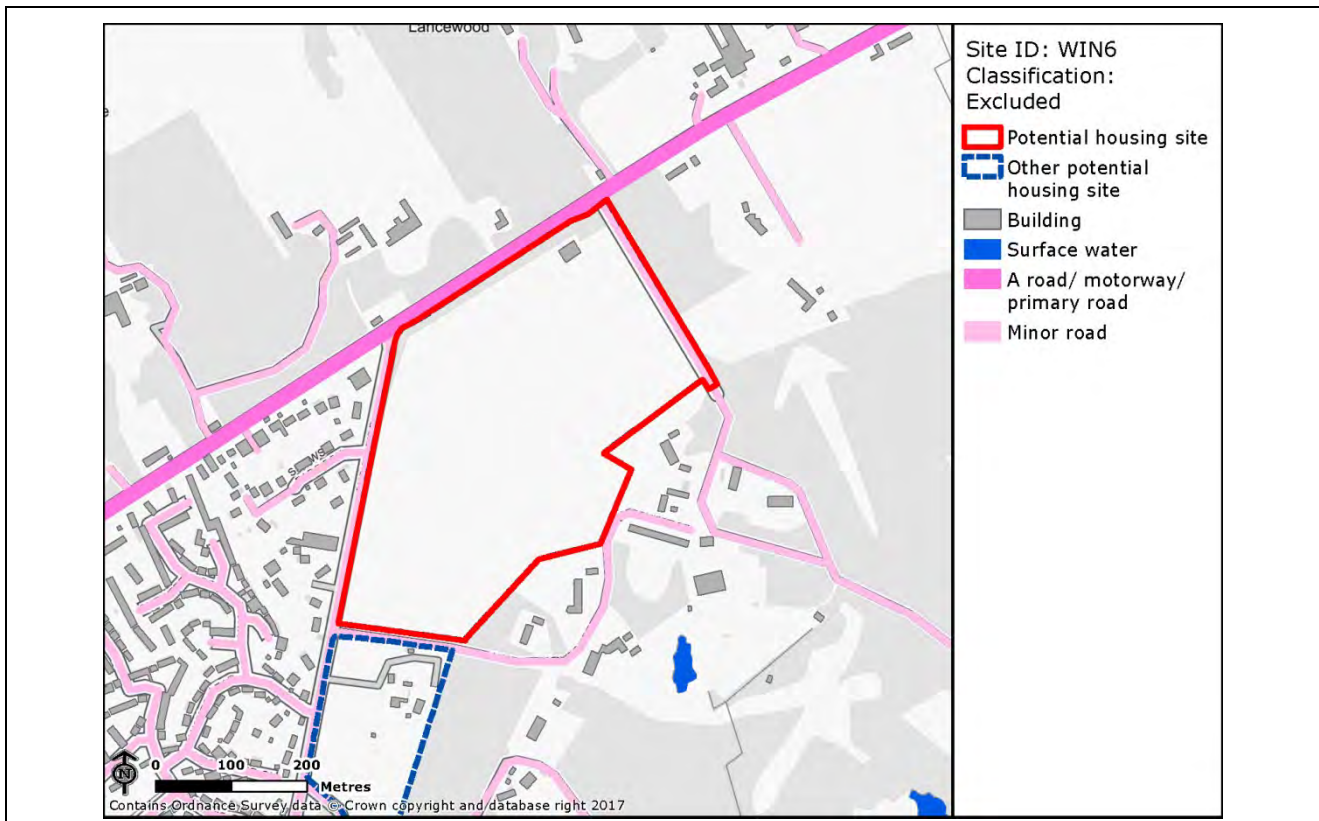 Lancewood
Site ID: WIN6
Classification:
Excluded
Potential housing site
Other potential
housing site
Building
Surface water
A road/ motorway/
primary road
Minor road
N
0 100 200
Metres
Contains Ordnance Survey data © Crown copyright and database right 2017